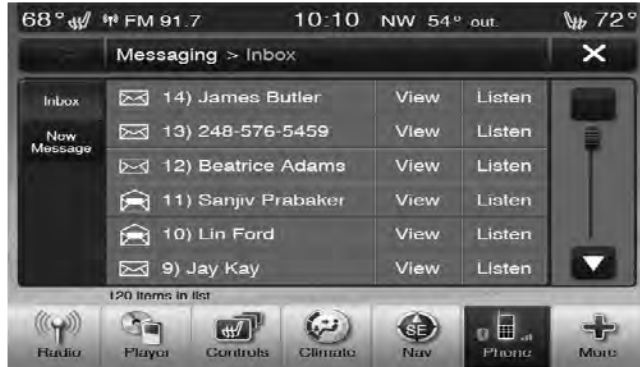 68° FM 91.7 10:10 NW 54° out. 72°
Messaging > Inbox
Inbox
New Message
14) James Butler View Listen
13) 248-576-5459 View Listen
12) Beatrice Adams View Listen
11) Sanjiv Prabaker View Listen
10) Lin Ford View Listen
9) Jay Kay View Listen
120 items in list
SE
Radio Player Controls Climate Nav Phone More